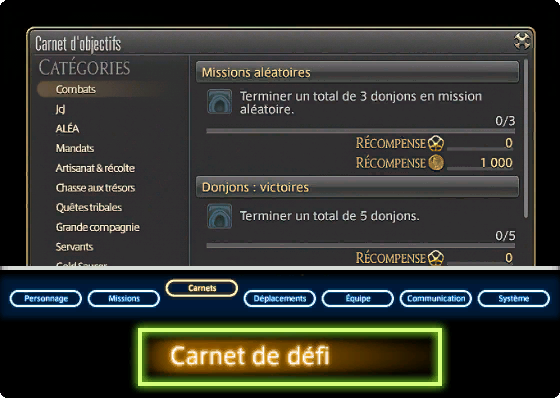 Carnet d'objectifs
CATÉGORIES
Combats
JcJ
ALÉA
Mandats
Artisanat & récolte
Chasse aux trésors
Quêtes tribales
Grande compagnie
Servants
Gold Saucer
Missions aléatoires
Terminer un total de 3 donjons en mission
aléatoire.
0/3
RÉCOMPENSE 0
RÉCOMPENSE 1 000
Donjons : victoires
Terminer un total de 5 donjons.
0/5
RÉCOMPENSE 0
Personnage
Missions
Carnets
Déplacements
Équipe
Communication
Système
Carnet de défi